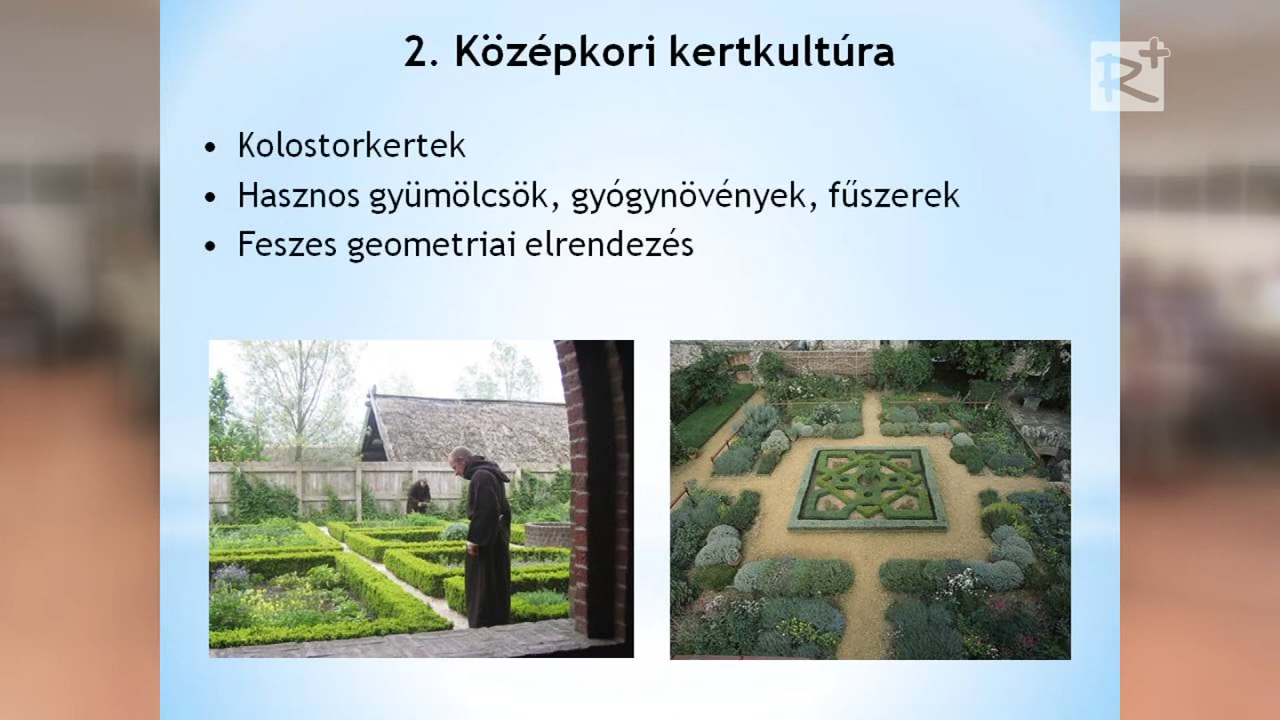 2. Középkori kertkultúra
R+
• Kolostorkertek
• Hasznos gyümölcsök, gyógynövények, fűszerek
• Feszes geometriai elrendezés